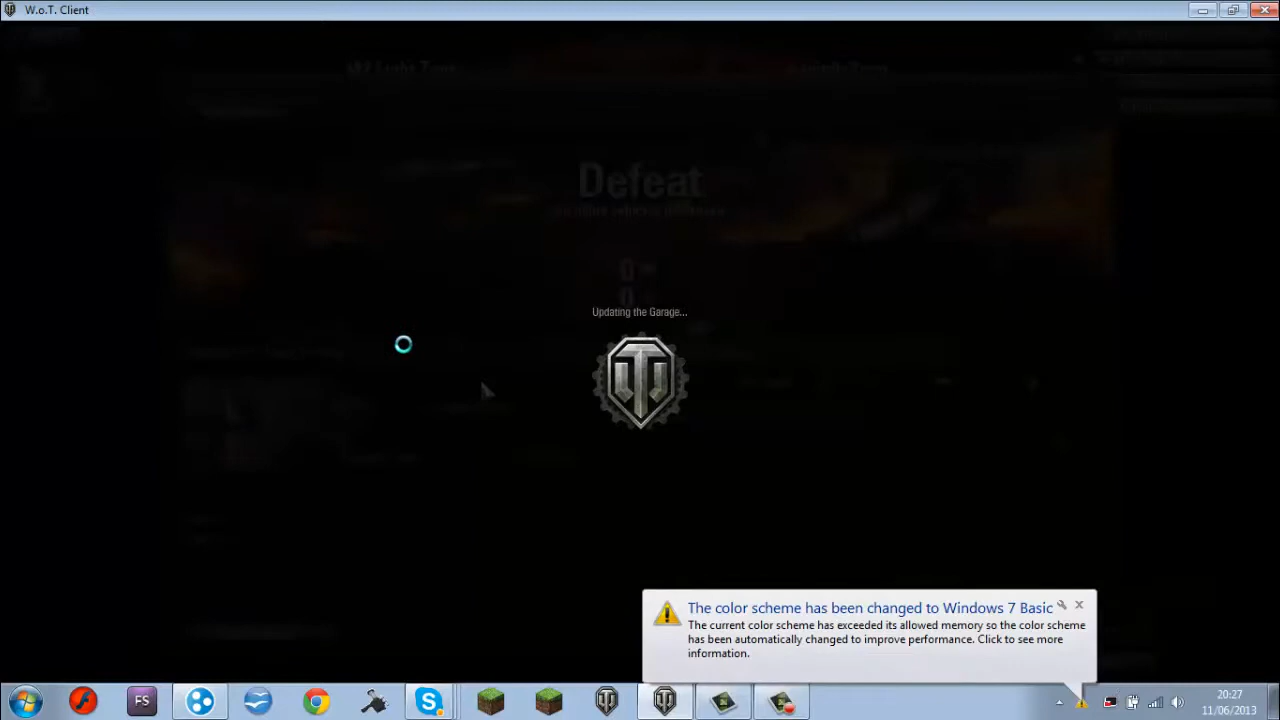 W.o.T. Client
Defeat
0
0
Updating the Garage...
The color scheme has been changed to Windows 7 Basic
The current color scheme has exceeded its allowed memory so the color scheme
has been automatically changed to improve performance. Click to see more
information.
FS
20:27
11/06/2013